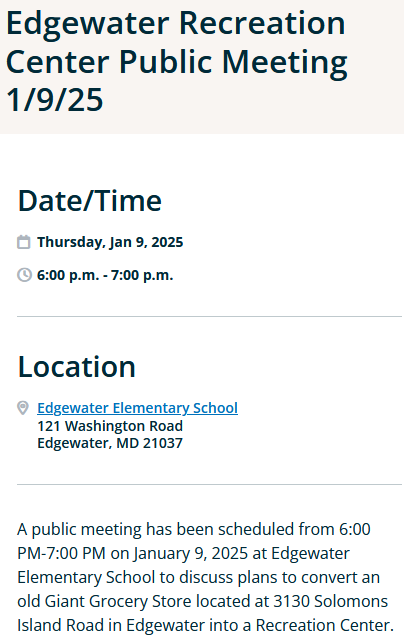 Edgewater Recreation
Center Public Meeting
1/9/25
Date/Time
Thursday, Jan 9, 2025
6:00 p.m. - 7:00 p.m.
Location
Edgewater Elementary School
121 Washington Road
Edgewater, MD 21037
A public meeting has been scheduled from 6:00
PM-7:00 PM on January 9, 2025 at Edgewater
Elementary School to discuss plans to convert an
old Giant Grocery Store located at 3130 Solomons
Island Road in Edgewater into a Recreation Center.